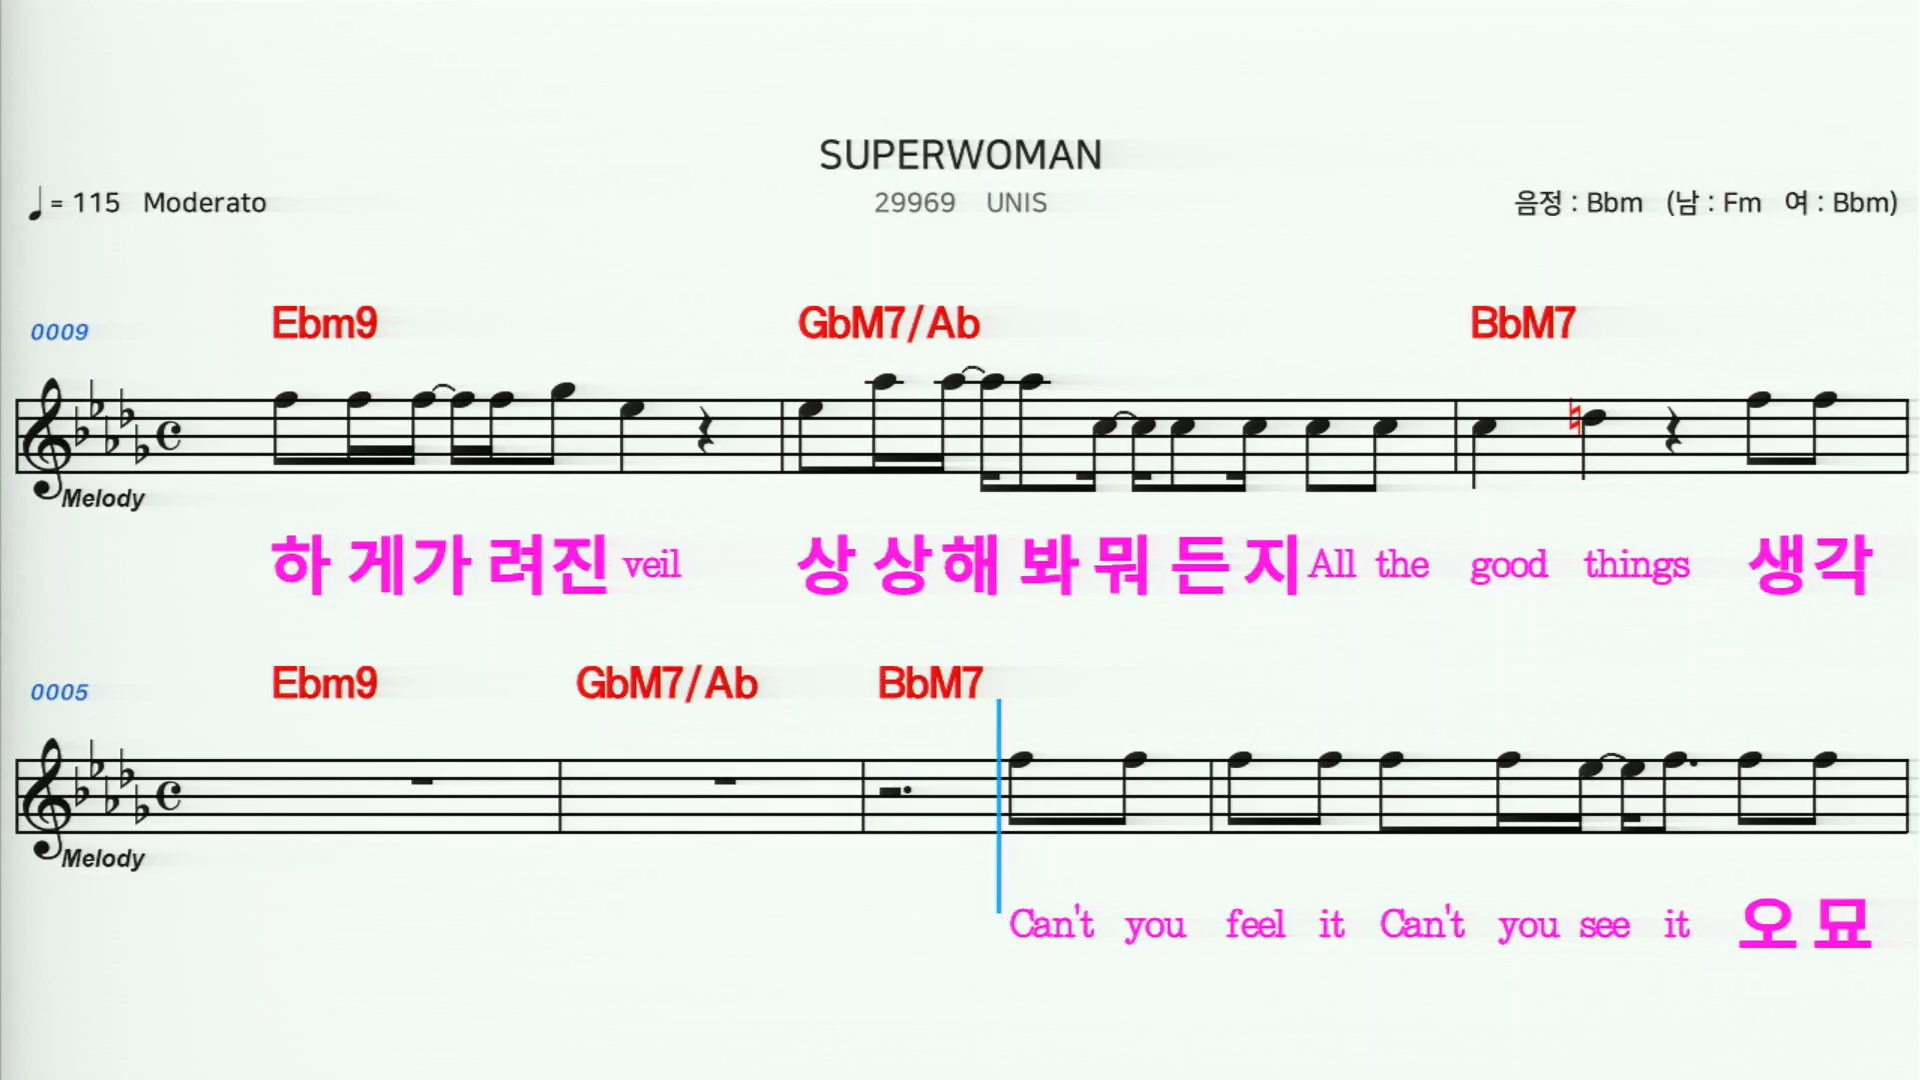 SUPERWOMAN
= 115 Moderato
29969 UNIS
음정 : Bbm (남 : Fm 여 : Bbm)
0009 Ebm9 GbM7/Ab BbM7
Melody
하 게가 려진 veil 상 상해 봐 뭐 든 지 All the good things 생각
0005 Ebm9 GbM7/Ab BbM7
Melody
Can't you feel it Can't you see it 오 묘